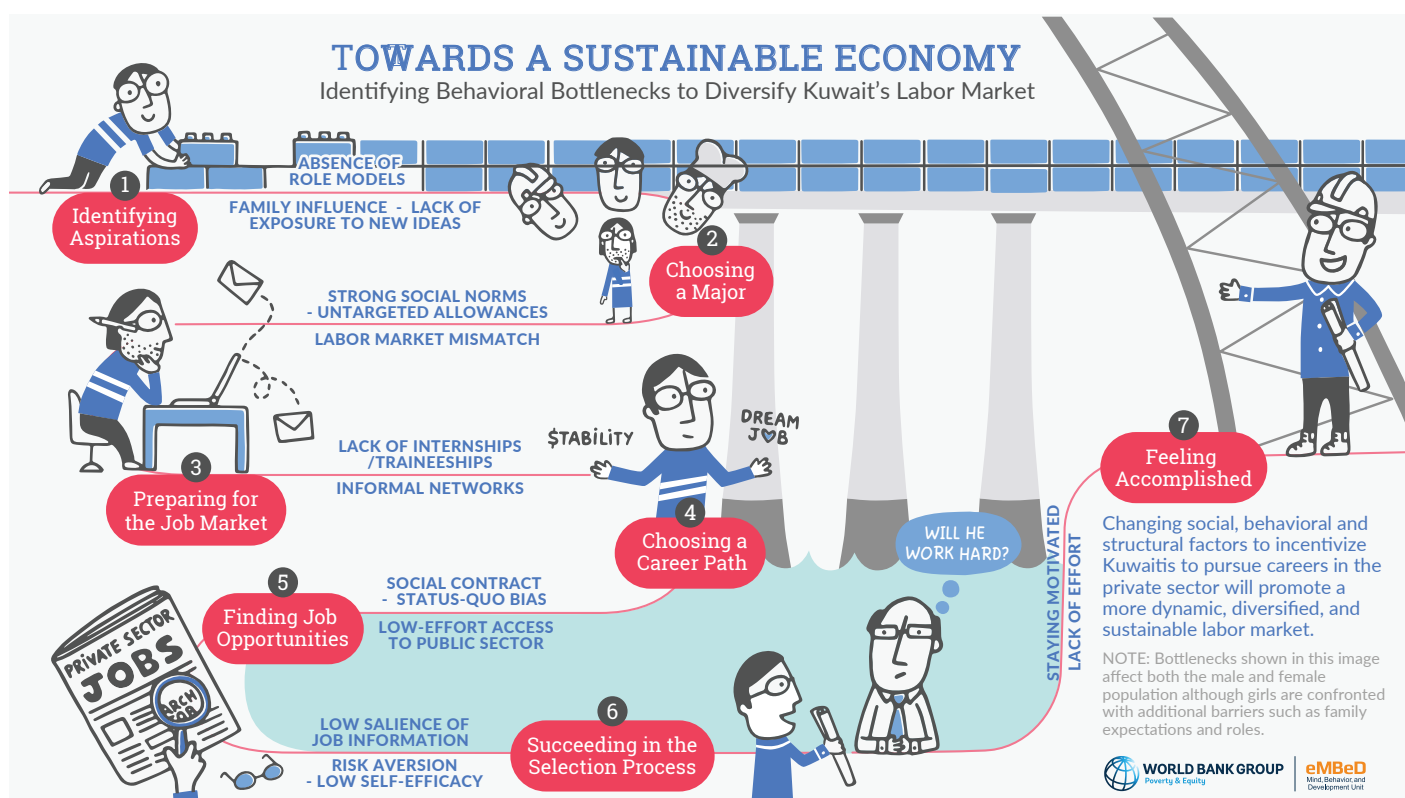 TOWARDS A SUSTAINABLE ECONOMY
Identifying Behavioral Bottlenecks to Diversify Kuwait's Labor Market
1
Identifying
Aspirations
ABSENCE OF
ROLE MODELS
FAMILY INFLUENCE - LACK OF
EXPOSURE TO NEW IDEAS
2
Choosing
a Major
STRONG SOCIAL NORMS
- UNTARGETED ALLOWANCES
LABOR MARKET MISMATCH
3
Preparing for
the Job Market
LACK OF INTERNSHIPS
/TRAINEESHIPS
INFORMAL NETWORKS
$TABILITY
DREAM
J♥B
4
Choosing a
Career Path
SOCIAL CONTRACT
- STATUS-QUO BIAS
LOW-EFFORT ACCESS
TO PUBLIC SECTOR
5
Finding Job
Opportunities
PRIVATE SECTOR
JOBS
ARCH
JOB
LOW SALIENCE OF
JOB INFORMATION
RISK AVERSION
- LOW SELF-EFFICACY
6
Succeeding in the
Selection Process
WILL HE
WORK HARD?
STAYING MOTIVATED
LACK OF EFFORT
7
Feeling
Accomplished
Changing social, behavioral and
structural factors to incentivize
Kuwaitis to pursue careers in the
private sector will promote a
more dynamic, diversified, and
sustainable labor market.
NOTE: Bottlenecks shown in this image
affect both the male and female
population although girls are confronted
with additional barriers such as family
expectations and roles.
WORLD BANK GROUP
Poverty & Equity
eMBeD
Mind, Behavior, and
Development Unit